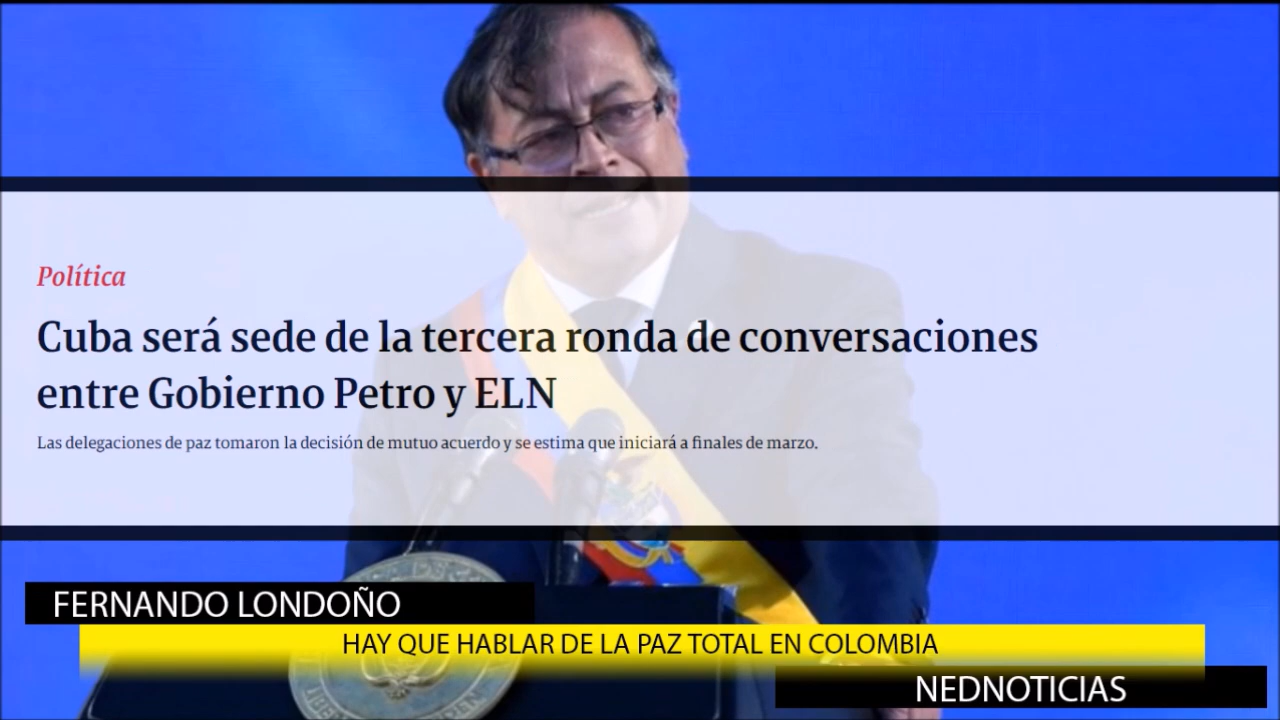 Política
Cuba será sede de la tercera ronda de conversaciones
entre Gobierno Petro y ELN
Las delegaciones de paz tomaron la decisión de mutuo acuerdo y se estima que iniciará a finales de marzo.
FERNANDO LONDOÑO
HAY QUE HABLAR DE LA PAZ TOTAL EN COLOMBIA
NEDNOTICIAS